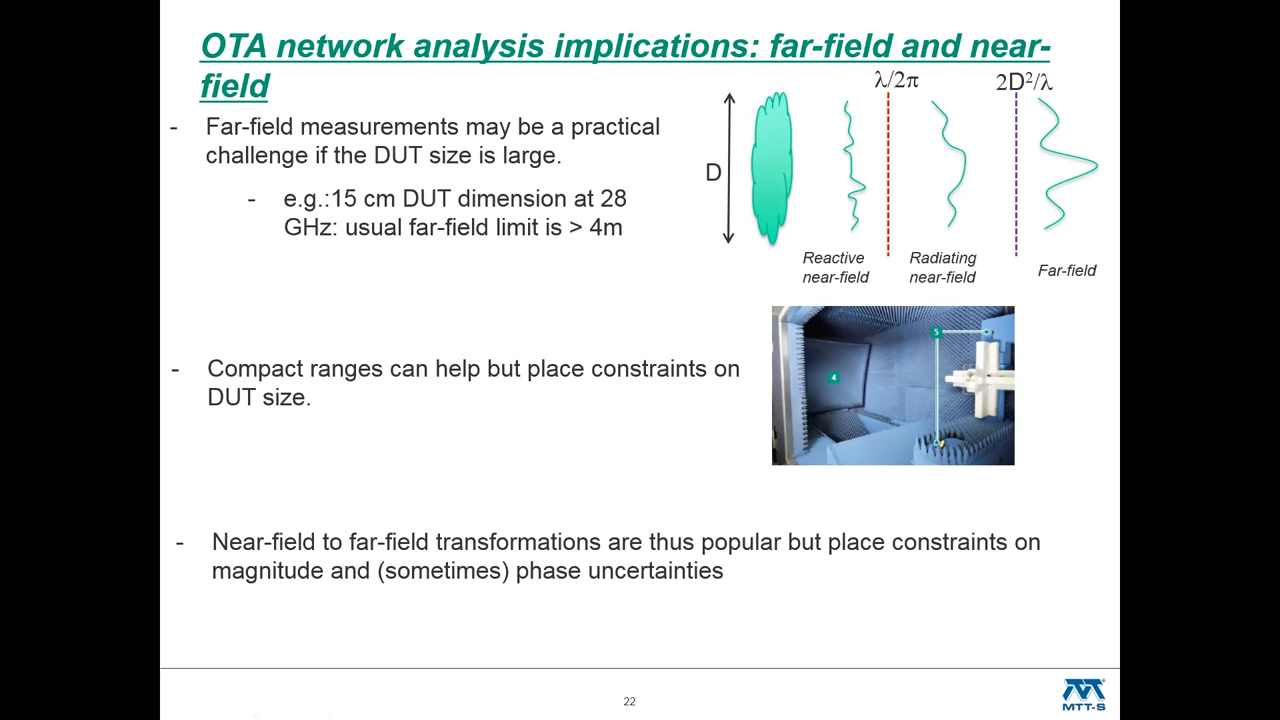 OTA network analysis implications: far-field and near-
field
- Far-field measurements may be a practical
challenge if the DUT size is large.
- e.g.:15 cm DUT dimension at 28
GHz: usual far-field limit is > 4m
λ/2π
2D²/λ
D
Reactive
near-field
Radiating
near-field
Far-field
- Compact ranges can help but place constraints on
DUT size.
4
5
- Near-field to far-field transformations are thus popular but place constraints on
magnitude and (sometimes) phase uncertainties
22
MTT-S